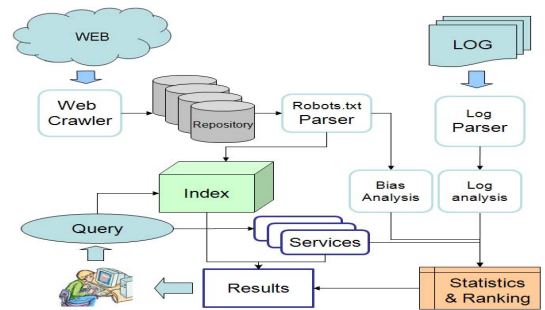 WEB
LOG
Web
Crawler
Repository
Robots.txt
Parser
Log
Parser
Index
Bias
Analysis
Log
analysis
Query
Services
Results
Statistics
& Ranking